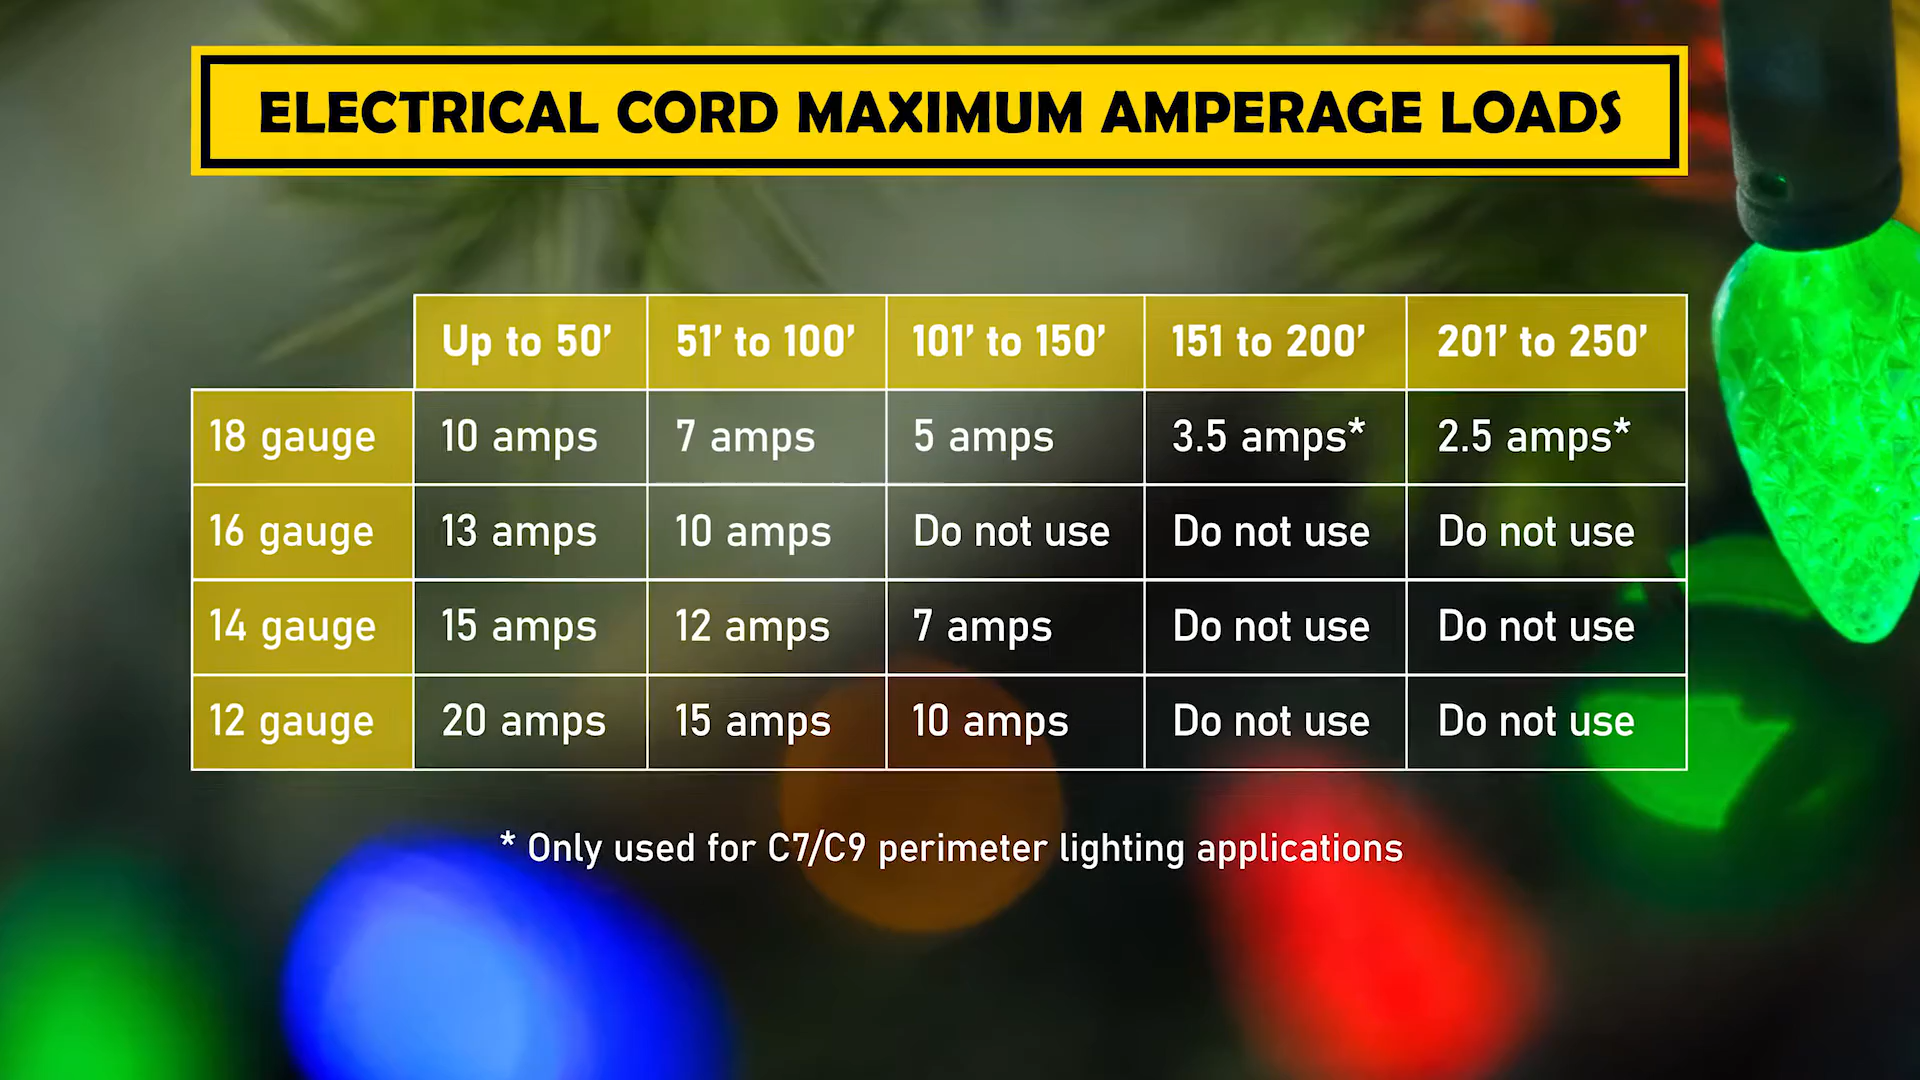 ELECTRICAL CORD MAXIMUM AMPERAGE LOADS
Up to 50' 51' to 100' 101' to 150' 151 to 200' 201' to 250'
18 gauge 10 amps 7 amps 5 amps 3.5 amps* 2.5 amps*
16 gauge 13 amps 10 amps Do not use Do not use Do not use
14 gauge 15 amps 12 amps 7 amps Do not use Do not use
12 gauge 20 amps 15 amps 10 amps Do not use Do not use
* Only used for C7/C9 perimeter lighting applications